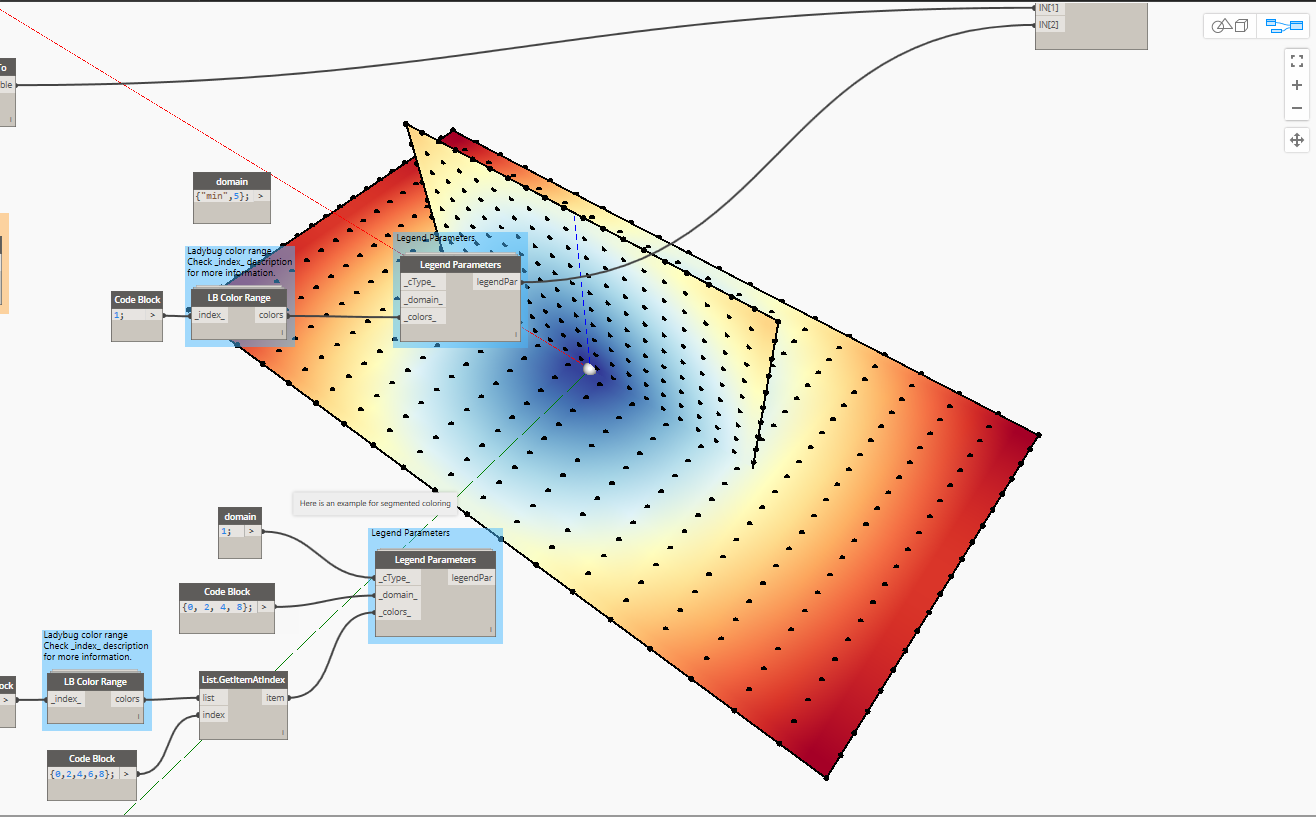 IN[1]
IN[2]
To
ble
domain
{"min",5}; >
Ladybug color range
Check _index_ description
for more information.
LB Color Range
_index_ colors
Code Block
1; >
Legend Parameters
Legend Parameters
_cType_ legendPar
_domain_
_colors_
Here is an example for segmented coloring
domain
1; >
Legend Parameters
Legend Parameters
_cType_ legendPar
_domain_
_colors_
Code Block
{0, 2, 4, 8}; >
Ladybug color range
Check _index_ description
for more information.
LB Color Range
_index_ colors
ock
>
List.GetItemAtIndex
list item
index
Code Block
{0,2,4,6,8}; >